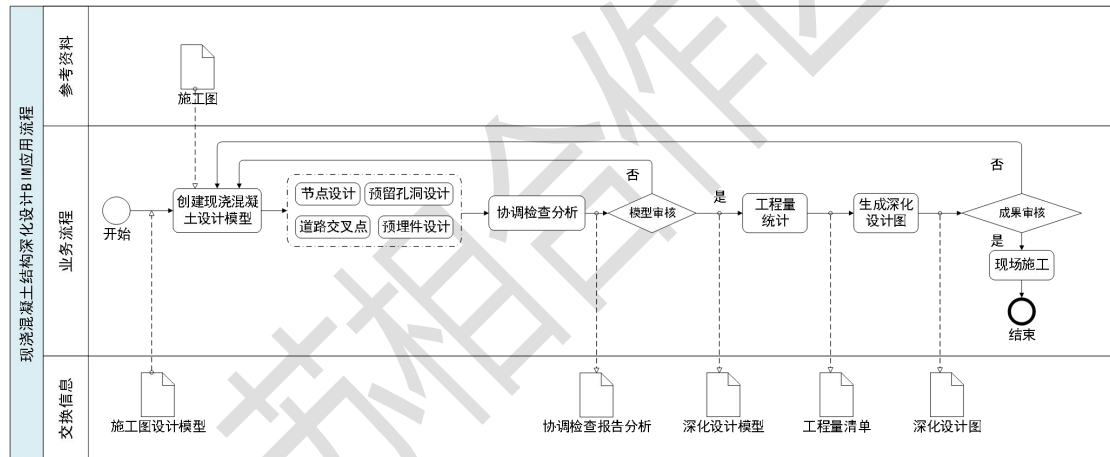 现浇混凝土结构深化设计BIM应用流程
参考资料
施工图
业务流程
开始
创建现浇混凝
土设计模型
节点设计
预留孔洞设计
道路交叉点
预埋件设计
协调检查分析
否
模型审核
是
工程量
统计
生成深化
设计图
否
成果审核
是
现场施工
结束
交换信息
施工图设计模型
协调检查报告分析
深化设计模型
工程量清单
深化设计图
苏相合作区